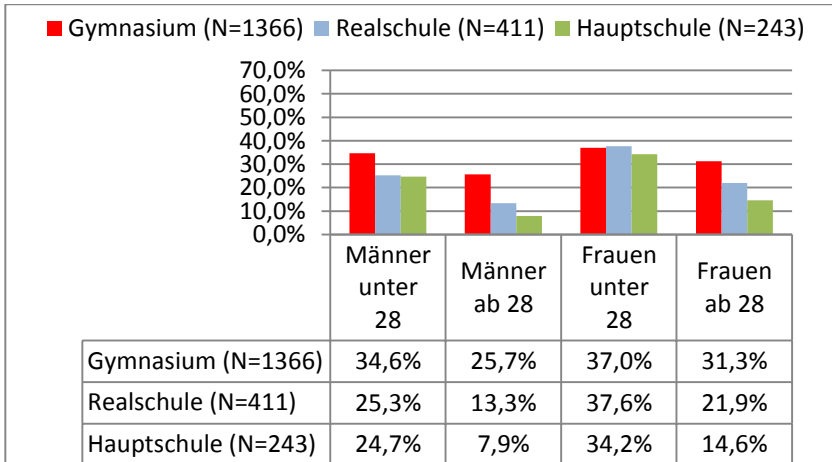 Gymnasium (N=1366) Realschule (N=411) Hauptschule (N=243)
70,0%
60,0%
50,0%
40,0%
30,0%
20,0%
10,0%
0,0%
Männer unter 28 Männer ab 28 Frauen unter 28 Frauen ab 28
Gymnasium (N=1366) 34,6% 25,7% 37,0% 31,3%
Realschule (N=411) 25,3% 13,3% 37,6% 21,9%
Hauptschule (N=243) 24,7% 7,9% 34,2% 14,6%